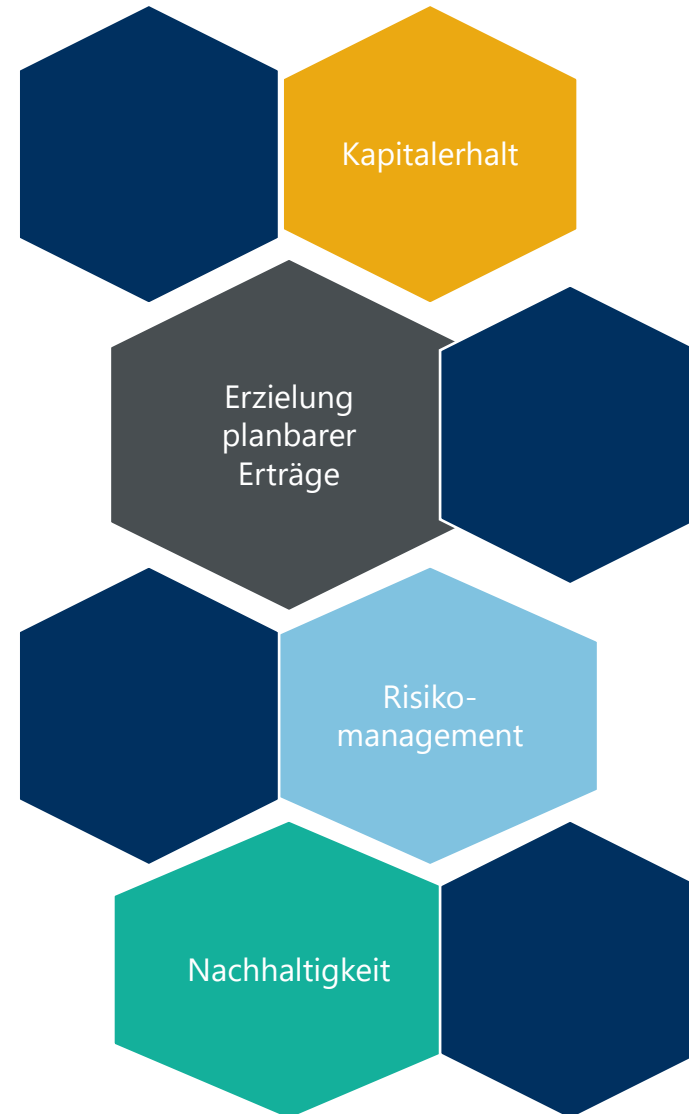 Kapitalerhalt
Erzielung
planbarer
Erträge
Risiko-
management
Nachhaltigkeit